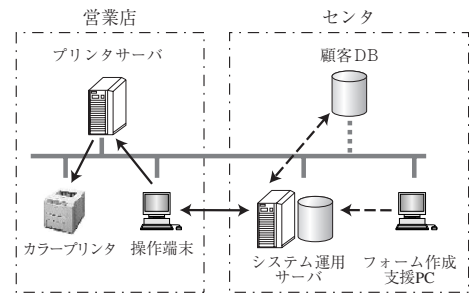 営業店
センタ
プリンタサーバ
顧客DB
カラープリンタ
操作端末
システム運用
サーバ
フォーム作成
支援PC